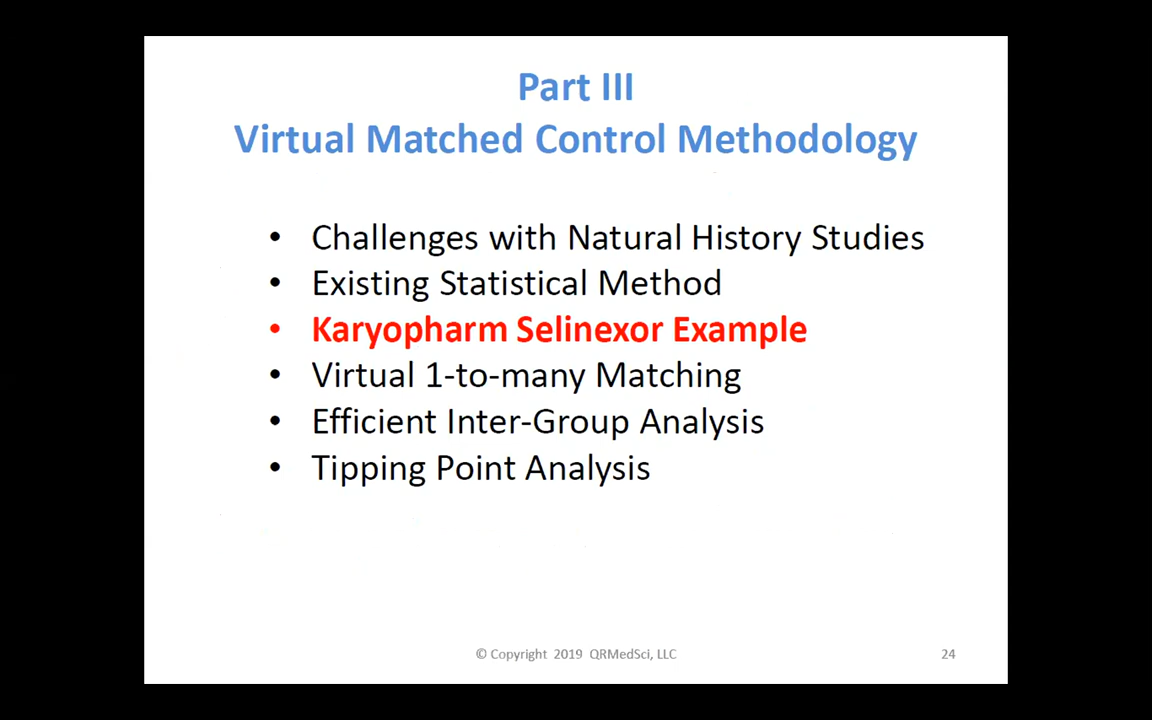 Part III
Virtual Matched Control Methodology
• Challenges with Natural History Studies
• Existing Statistical Method
• Karyopharm Selinexor Example
• Virtual 1-to-many Matching
• Efficient Inter-Group Analysis
• Tipping Point Analysis
© Copyright 2019 QRMedSci, LLC
24